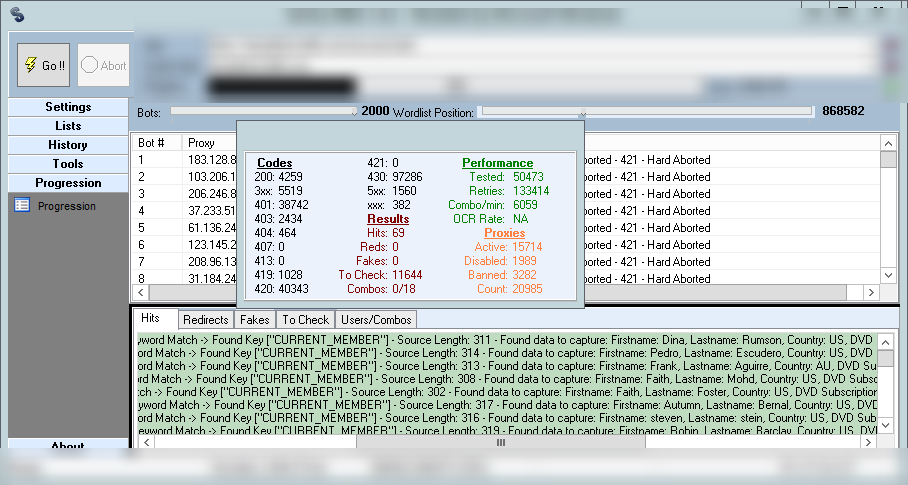 Go !!
Abort
Settings
Lists
History
Tools
Progression
Progression
About
Bots:
2000
Wordlist Position:
868582
Bot #
Proxy
1 183.128.8 orted - 421 - Hard Aborted
2 103.206.1 orted - 421 - Hard Aborted
3 206.246.8 orted - 421 - Hard Aborted
4 37.233.51 orted - 421 - Hard Aborted
5 61.136.24 orted - 421 - Hard Aborted
6 123.145.2 orted - 421 - Hard Aborted
7 208.96.13 orted - 421 - Hard Aborted
8 31.184.24 orted - 421 - Hard Aborted
Codes
200: 4259
3xx: 5519
401: 38742
403: 2434
404: 464
407: 0
413: 0
419: 1028
420: 40343
421: 0
430: 97286
5xx: 1560
xxx: 382
Results
Hits: 69
Reds: 0
Fakes: 0
To Check: 11644
Combos: 0/18
Performance
Tested: 50473
Retries: 133414
Combo/min: 6059
OCR Rate: NA
Proxies
Active: 15714
Disabled: 1989
Banned: 3282
Count: 20985
Hits
Redirects
Fakes
To Check
Users/Combos
yword Match -> Found Key ["CURRENT_MEMBER"] - Source Length: 311 - Found data to capture: Firstname: Dina, Lastname: Rumson, Country: US, DVD
ord Match -> Found Key ["CURRENT_MEMBER"] - Source Length: 314 - Found data to capture: Firstname: Pedro, Lastname: Escudero, Country: US, DVD
ord Match -> Found Key ["CURRENT_MEMBER"] - Source Length: 313 - Found data to capture: Firstname: Frank, Lastname: Aguirre, Country: AU, DVD Su
ord Match -> Found Key ["CURRENT_MEMBER"] - Source Length: 308 - Found data to capture: Firstname: Faith, Lastname: Mohd, Country: US, DVD Subsc
tch -> Found Key ["CURRENT_MEMBER"] - Source Length: 302 - Found data to capture: Firstname: Faith, Lastname: Foster, Country: US, DVD Subscription
yword Match -> Found Key ["CURRENT_MEMBER"] - Source Length: 317 - Found data to capture: Firstname: Autumn, Lastname: Bernal, Country: US, DVD
ord Match -> Found Key ["CURRENT_MEMBER"] - Source Length: 316 - Found data to capture: Firstname: steven, Lastname: stein, Country: US, DVD Sub
eyword Match -> Found Key ["CURRENT_MEMBER"] - Source Length: 319 - Found data to capture: Firstname: Robin, Lastname: Barclay, Country: US, DVD